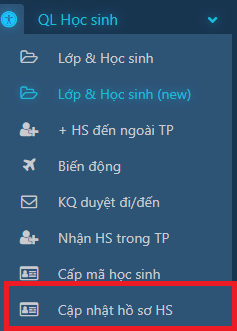 QL Học sinh
Lớp & Học sinh
Lớp & Học sinh (new)
+ HS đến ngoài TP
Biến động
KQ duyệt đi/đến
Nhận HS trong TP
Cấp mã học sinh
Cập nhật hồ sơ HS